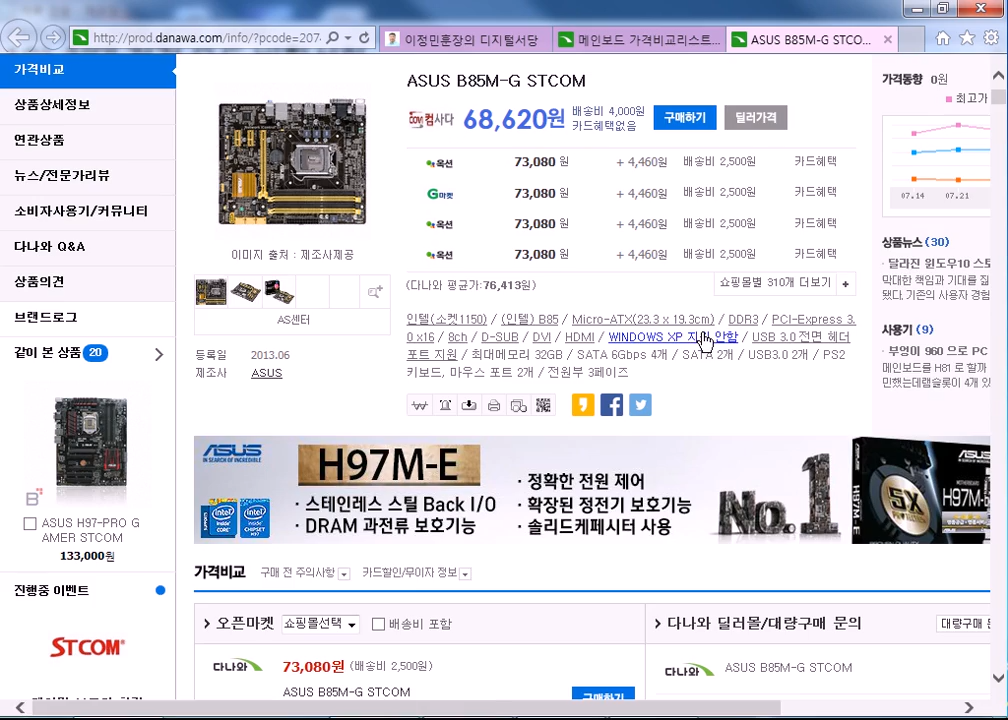 http://prod.danawa.com/info/?pcode=207
이정민훈장의 디지털서당
메인보드 가격비교리스트...
ASUS B85M-G STCO...
가격비교
상품상세정보
연관상품
뉴스/전문가리뷰
소비자사용기/커뮤니티
다나와 Q&A
상품의견
브랜드로그
같이 본 상품 20
ASUS H97-PRO G
AMER STCOM
133,000원
진행중 이벤트
STCOM
이미지 출처 : 제조사제공
AS센터
등록일 2013.06
제조사 ASUS
ASUS B85M-G STCOM
컴사다 68,620원 배송비 4,000원
카드혜택없음
구매하기 딜러가격
옥션 73,080 원 + 4,460원 배송비 2,500원 카드혜택
G마켓 73,080 원 + 4,460원 배송비 2,500원 카드혜택
옥션 73,080 원 + 4,460원 배송비 2,500원 카드혜택
옥션 73,080 원 + 4,460원 배송비 2,500원 카드혜택
(다나와 평균가:76,413원) 쇼핑몰별 310개 더보기 +
인텔(소켓1150) / (인텔) B85 / Micro-ATX(23.3 x 19.3cm) / DDR3 / PCI-Express 3.
0 x16 / 8ch / D-SUB / DVI / HDMI / WINDOWS XP 지원 안함 / USB 3.0 전면 헤더
포트 지원 / 최대메모리 32GB / SATA 6Gbps 4개 / SATA 2개 / USB3.0 2개 / PS2
키보드, 마우스 포트 2개 / 전원부 3페이즈
가격동향 0원
최고가
07.14 07.21
상품뉴스 (30)
· 달라진 윈도우10 스토
막대한 책임과 기대를 짊
됐다. 기존의 사용자 경험
사용기 (9)
· 부엉이 960 으로 PC
메인보드를 H81 로 할까
민했는데랩슬롯이 4개 있
ASUS
IN SEARCH OF INCREDIBLE
H97M-E
· 스테인레스 스틸 Back I/O
· DRAM 과전류 보호기능
· 정확한 전원 제어
· 확장된 정전기 보호기능
· 솔리드케페시터 사용
No.1
ASUS
H97M-E
5X
가격비교 구매 전 주의사항 카드할인/무이자 정보
오픈마켓 쇼핑몰선택 배송비 포함
다나와 73,080원 (배송비 2,500원)
ASUS B85M-G STCOM
구매하기
다나와 딜러몰/대량구매 문의
다나와 ASUS B85M-G STCOM